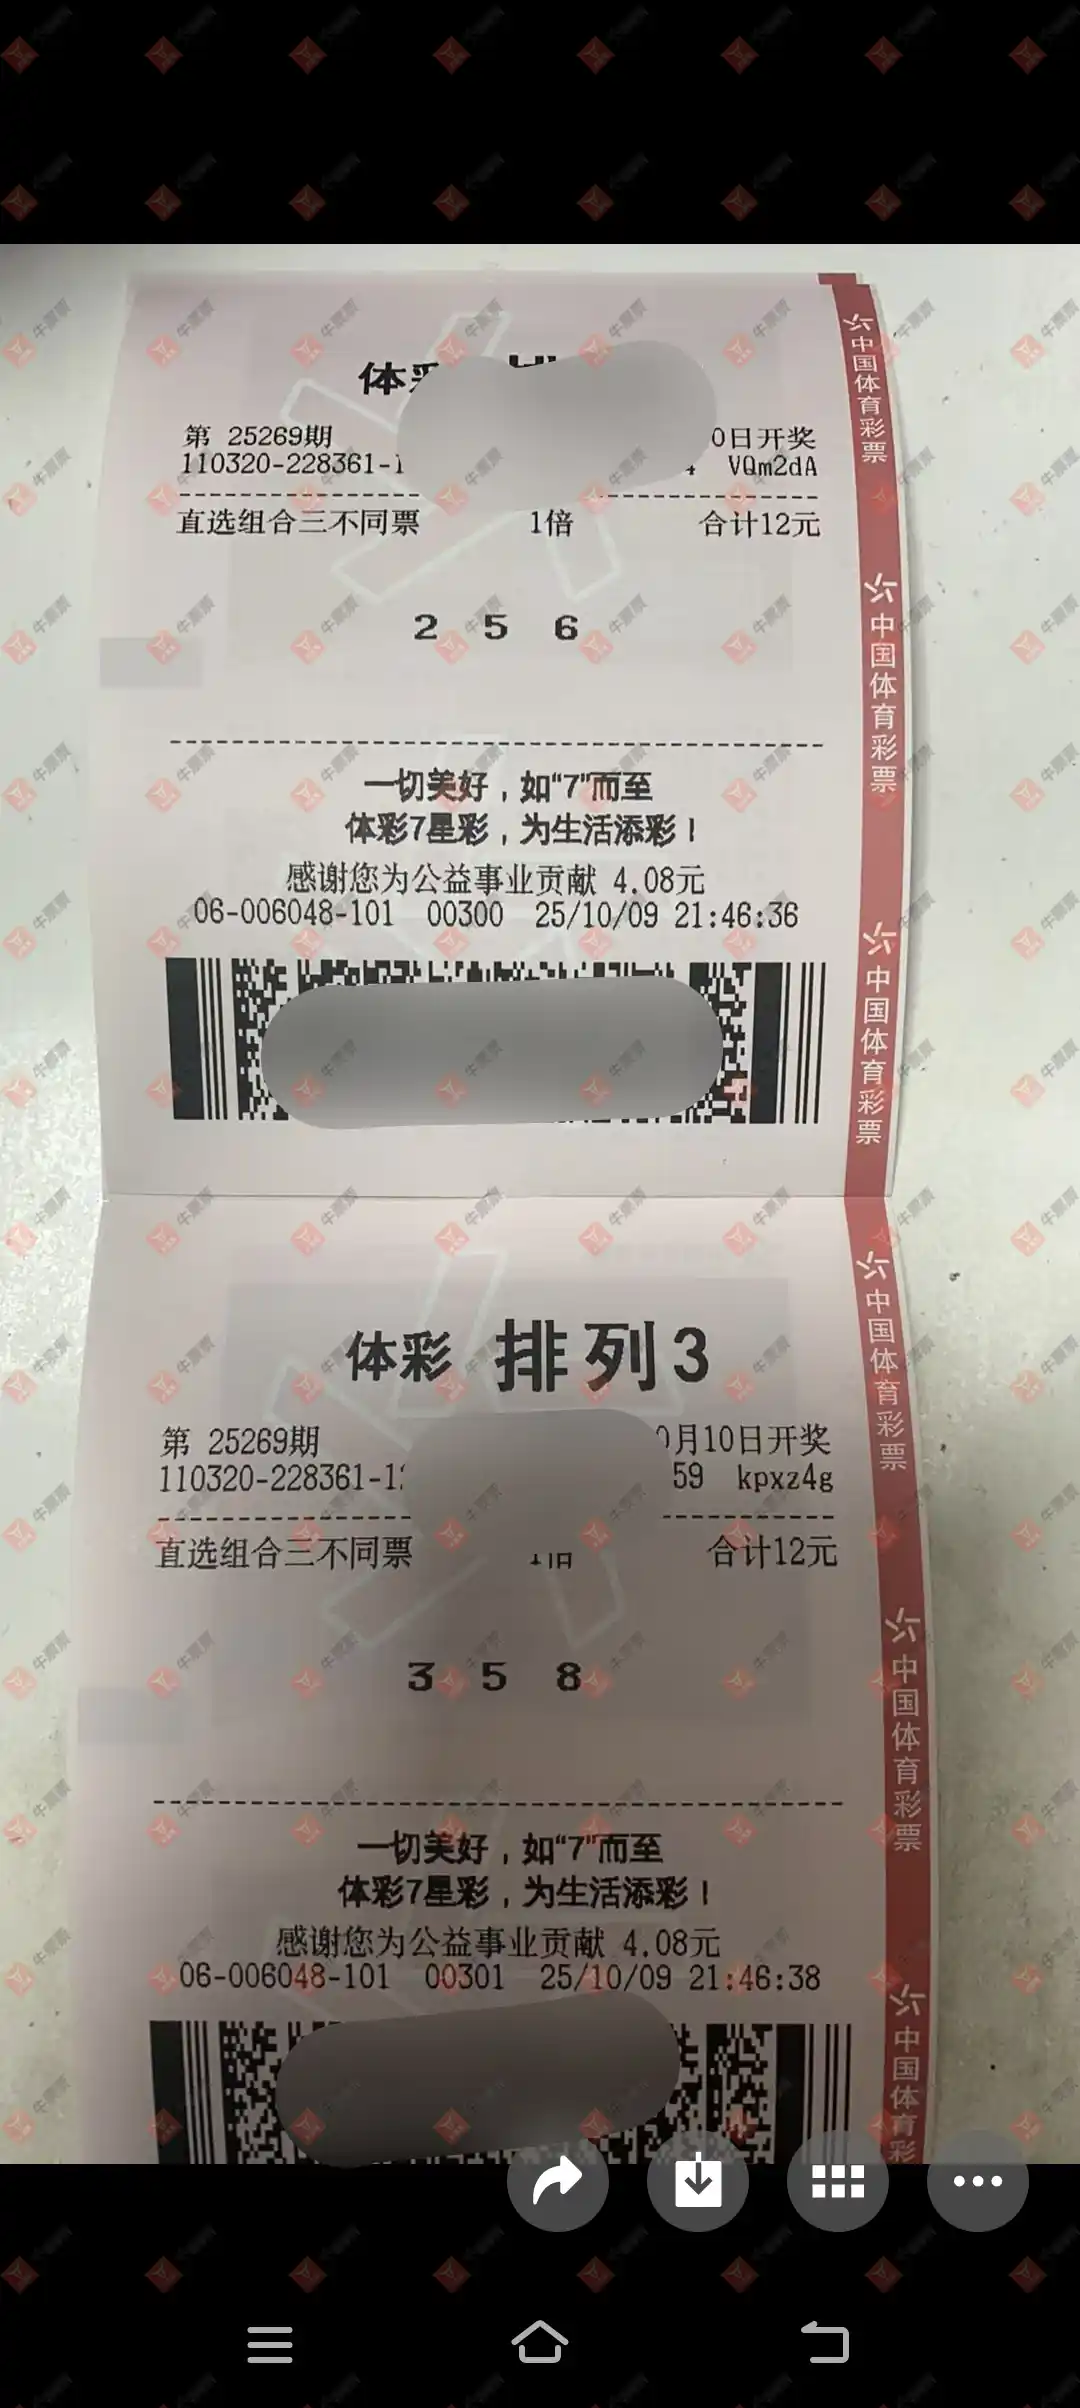 第 25269期 0日开奖
110320-228361-1 VQm2dA
直选组合三不同票 1倍 合计12元
2 5 6
一切美好，如“7”而至
体彩7星彩，为生活添彩！
感谢您为公益事业贡献 4.08元
06-006048-101 00300 25/10/09 21:46:36
体彩 排列3
第 25269期 月10日开奖
110320-228361-1 59 kpxz4g
直选组合三不同票 合计12元
3 5 8
一切美好，如“7”而至
体彩7星彩，为生活添彩！
感谢您为公益事业贡献 4.08元
06-006048-101 00301 25/10/09 21:46:38
中国体育彩票
中国体育彩票
中国体育彩票
中国体育彩票
中国体育彩票
中国体育彩
牛票票